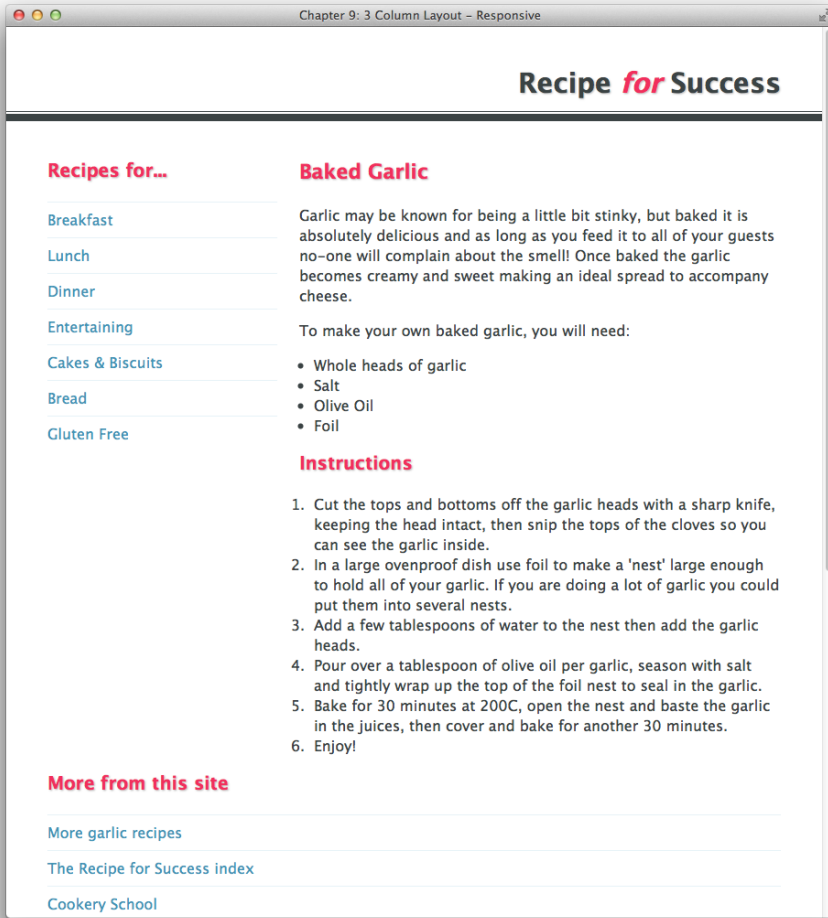 Chapter 9: 3 Column Layout – Responsive
Recipe for Success
Recipes for...
Breakfast
Lunch
Dinner
Entertaining
Cakes & Biscuits
Bread
Gluten Free
Baked Garlic
Garlic may be known for being a little bit stinky, but baked it is
absolutely delicious and as long as you feed it to all of your guests
no-one will complain about the smell! Once baked the garlic
becomes creamy and sweet making an ideal spread to accompany
cheese.
To make your own baked garlic, you will need:
• Whole heads of garlic
• Salt
• Olive Oil
• Foil
Instructions
1. Cut the tops and bottoms off the garlic heads with a sharp knife,
keeping the head intact, then snip the tops of the cloves so you
can see the garlic inside.
2. In a large ovenproof dish use foil to make a 'nest' large enough
to hold all of your garlic. If you are doing a lot of garlic you could
put them into several nests.
3. Add a few tablespoons of water to the nest then add the garlic
heads.
4. Pour over a tablespoon of olive oil per garlic, season with salt
and tightly wrap up the top of the foil nest to seal in the garlic.
5. Bake for 30 minutes at 200C, open the nest and baste the garlic
in the juices, then cover and bake for another 30 minutes.
6. Enjoy!
More from this site
More garlic recipes
The Recipe for Success index
Cookery School